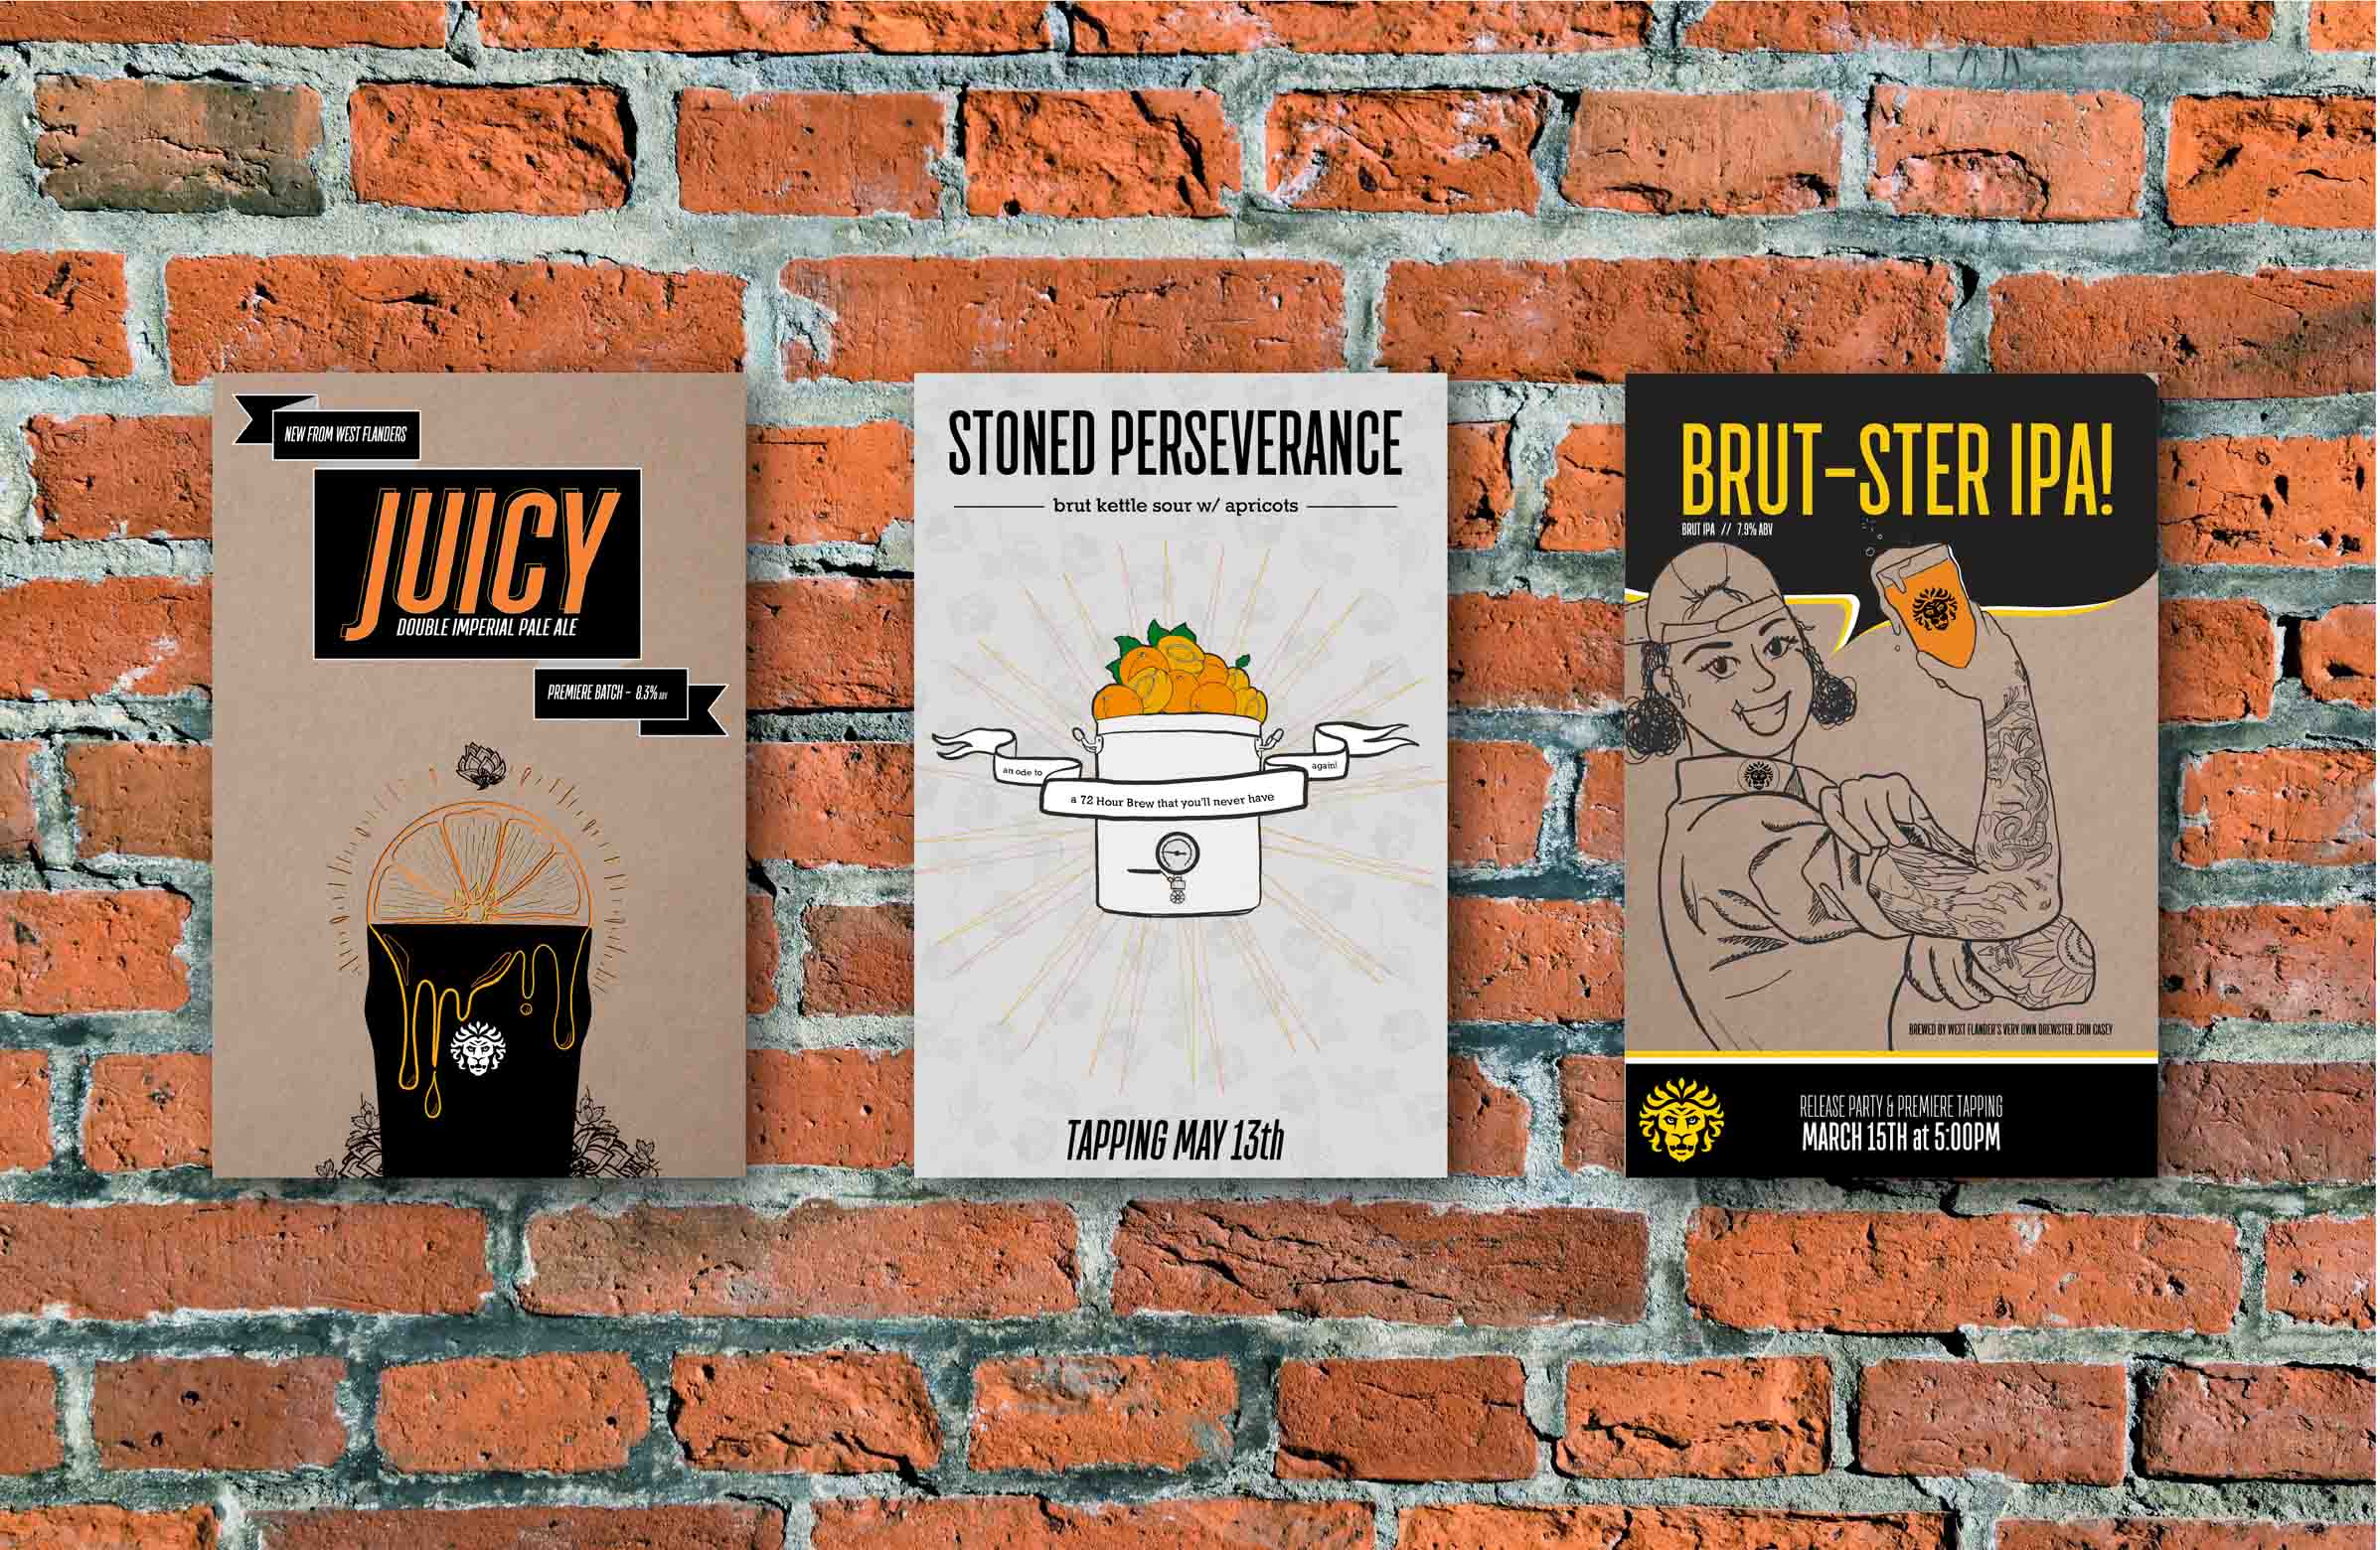 NEW FROM WEST FLANDERS
JUICY
DOUBLE IMPERIAL PALE ALE
PREMIERE BATCH - 8.3% ABV
STONED PERSEVERANCE
brut kettle sour w/ apricots
an ode to
a 72 Hour Brew that you'll never have
again!
TAPPING MAY 13th
BRUT-STER IPA!
BRUT IPA // 7.9% ABV
BREWED BY WEST FLANDER'S VERY OWN BREWSTER, ERIN CASEY
RELEASE PARTY & PREMIERE TAPPING
MARCH 15TH at 5:00PM